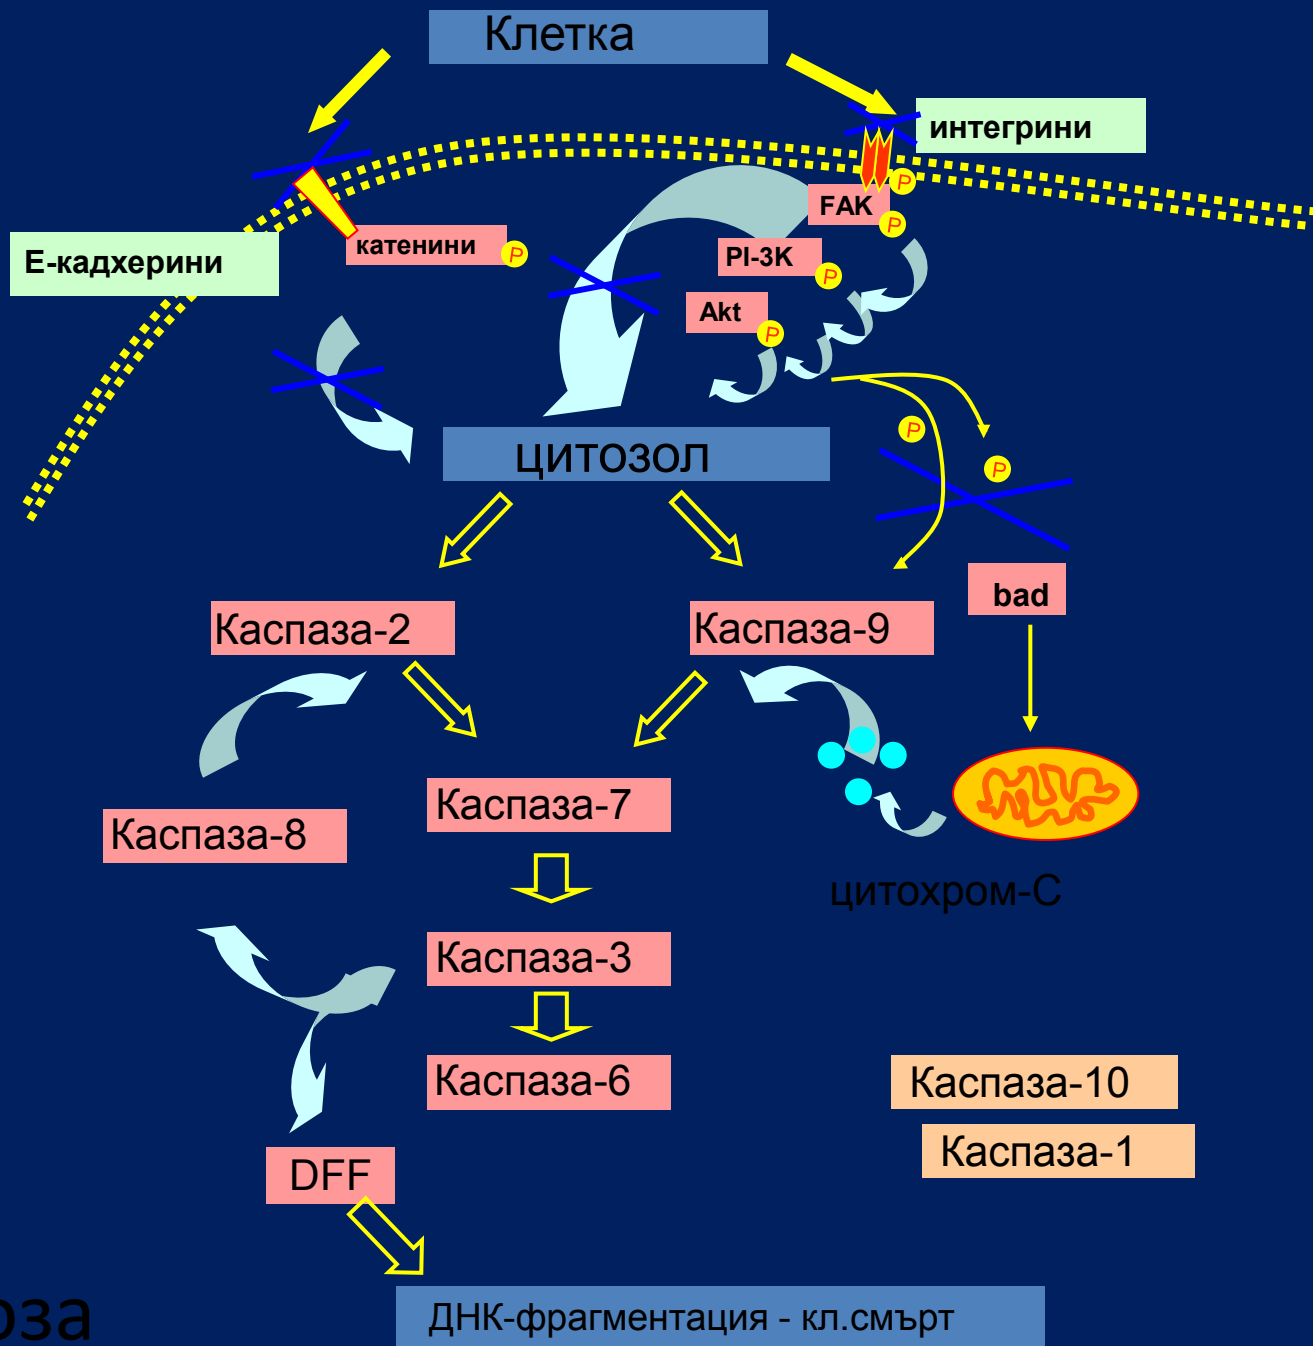 Клетка
интегрини
FAK
P
P
катенини
P
Е-кадхерини
PI-3K
P
Akt
P
P
P
цитозол
bad
Каспаза-2
Каспаза-9
Каспаза-7
Каспаза-8
цитохром-С
Каспаза-3
Каспаза-6
Каспаза-10
Каспаза-1
DFF
ДНК-фрагментация - кл.смърт